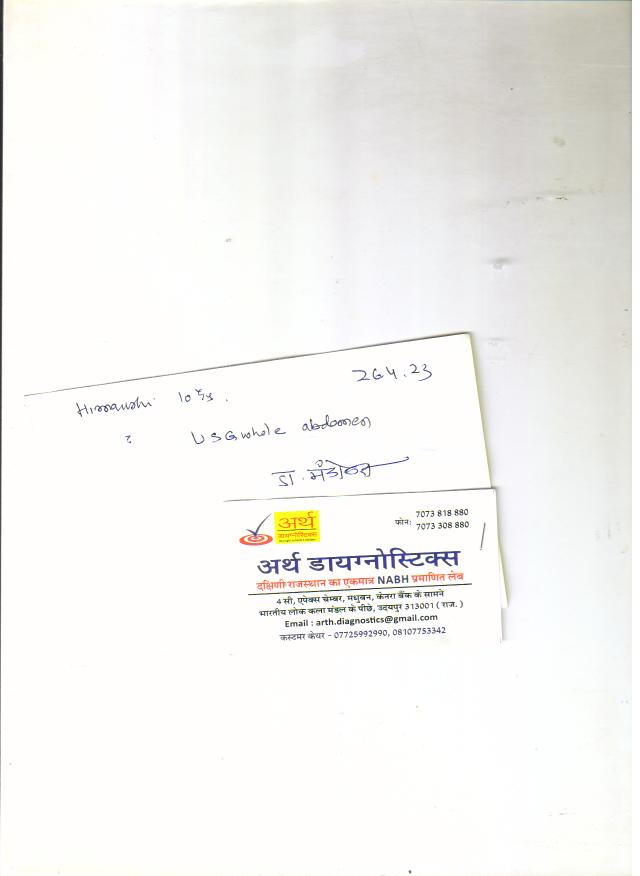 26.4.23
Himanshi 10 yrs.
USG whole abdomen
डा.
अर्थ
डायग्नोस्टिक्स
फोन: 7073 818 880
7073 308 880
अर्थ डायग्नोस्टिक्स
दक्षिणी राजस्थान का एकमात्र NABH प्रमाणित लेब
4 सी, एपेक्स चेम्बर, मधुबन, केनरा बैंक के सामने
भारतीय लोक कला मंडल के पीछे, उदयपुर 313001 ( राज. )
Email : arth.diagnostics@gmail.com
कस्टमर केयर - 07725992990, 08107753342